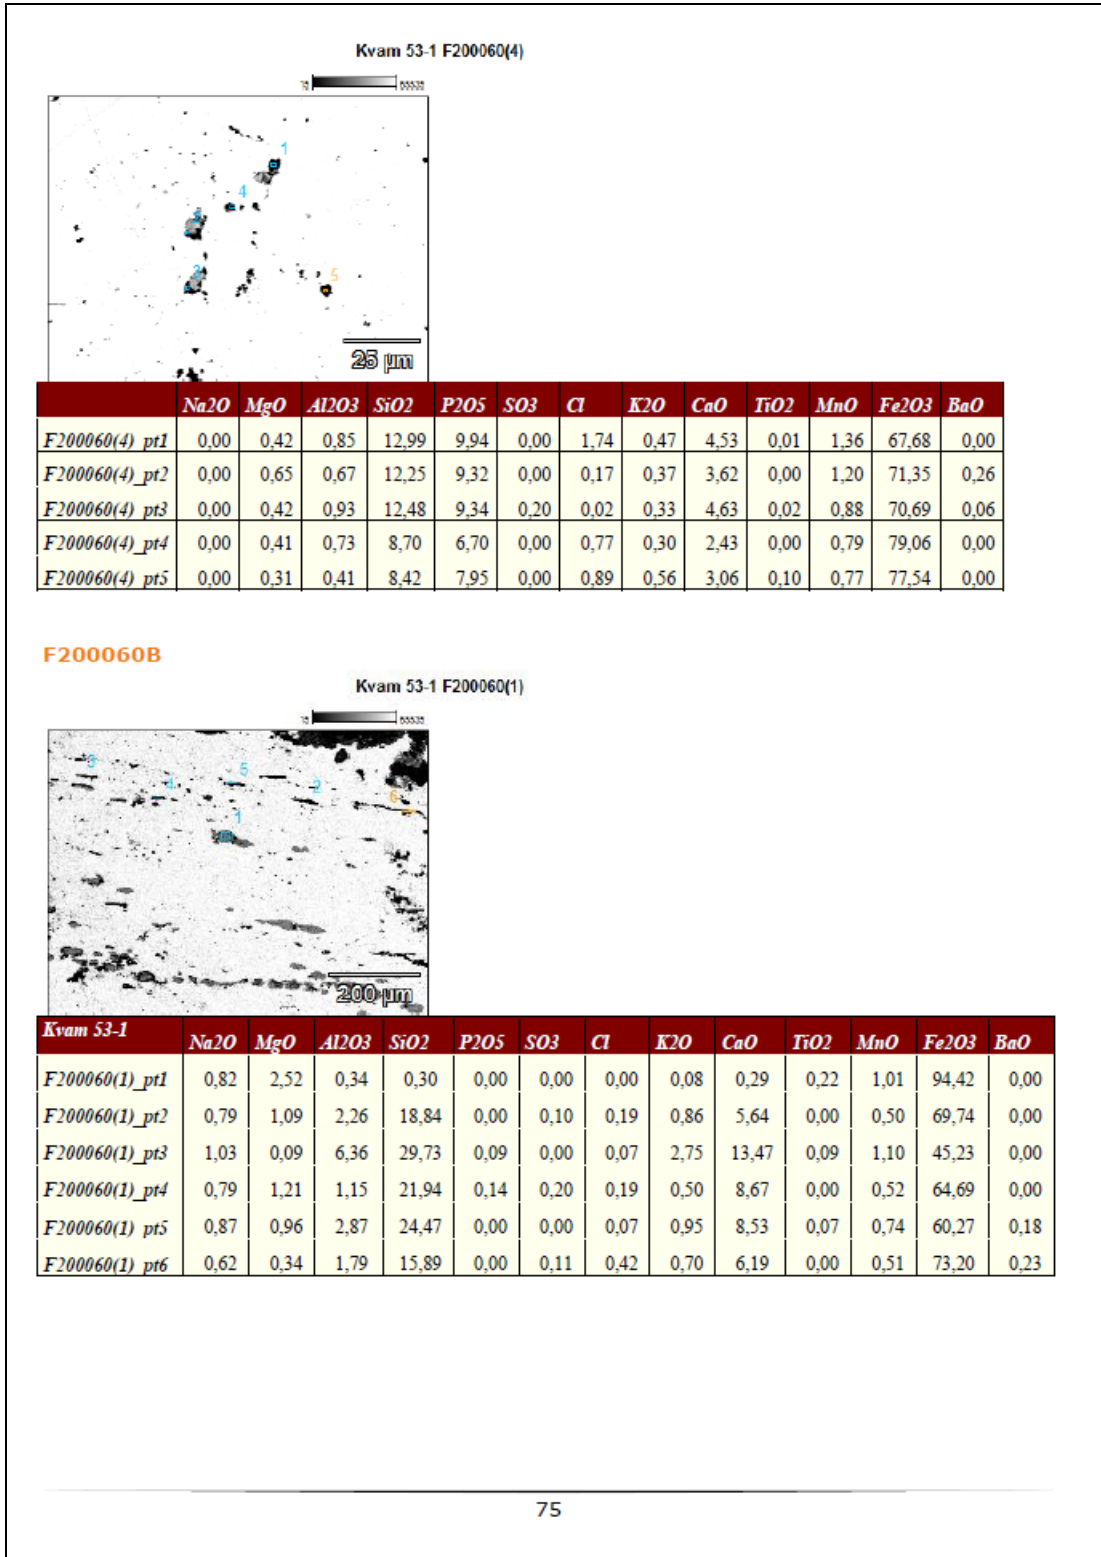 Kvam 53-1 F200060(4)
1
4
3
5
25 µm
Na2O MgO Al2O3 SiO2 P2O5 SO3 Cl K2O CaO TiO2 MnO Fe2O3 BaO
F200060(4)_pt1 0,00 0,42 0,85 12,99 9,94 0,00 1,74 0,47 4,53 0,01 1,36 67,68 0,00
F200060(4)_pt2 0,00 0,65 0,67 12,25 9,32 0,00 0,17 0,37 3,62 0,00 1,20 71,35 0,26
F200060(4)_pt3 0,00 0,42 0,93 12,48 9,34 0,20 0,02 0,33 4,63 0,02 0,88 70,69 0,06
F200060(4)_pt4 0,00 0,41 0,73 8,70 6,70 0,00 0,77 0,30 2,43 0,00 0,79 79,06 0,00
F200060(4)_pt5 0,00 0,31 0,41 8,42 7,95 0,00 0,89 0,56 3,06 0,10 0,77 77,54 0,00
F200060B
Kvam 53-1 F200060(1)
3
5
4
2
6
1
200 µm
Kvam 53-1 Na2O MgO Al2O3 SiO2 P2O5 SO3 Cl K2O CaO TiO2 MnO Fe2O3 BaO
F200060(1)_pt1 0,82 2,52 0,34 0,30 0,00 0,00 0,00 0,08 0,29 0,22 1,01 94,42 0,00
F200060(1)_pt2 0,79 1,09 2,26 18,84 0,00 0,10 0,19 0,86 5,64 0,00 0,50 69,74 0,00
F200060(1)_pt3 1,03 0,09 6,36 29,73 0,09 0,00 0,07 2,75 13,47 0,09 1,10 45,23 0,00
F200060(1)_pt4 0,79 1,21 1,15 21,94 0,14 0,20 0,19 0,50 8,67 0,00 0,52 64,69 0,00
F200060(1)_pt5 0,87 0,96 2,87 24,47 0,00 0,00 0,07 0,95 8,53 0,07 0,74 60,27 0,18
F200060(1)_pt6 0,62 0,34 1,79 15,89 0,00 0,11 0,42 0,70 6,19 0,00 0,51 73,20 0,23
75